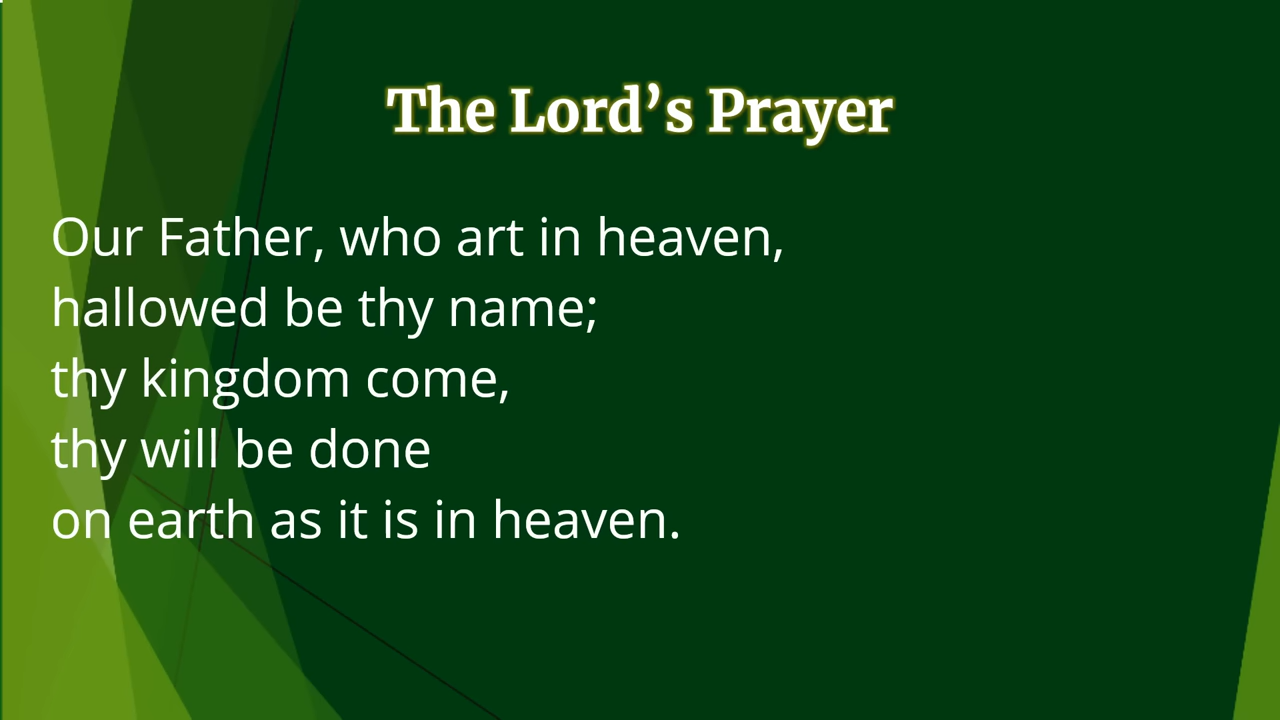 The Lord’s Prayer
Our Father, who art in heaven,
hallowed be thy name;
thy kingdom come,
thy will be done
on earth as it is in heaven.